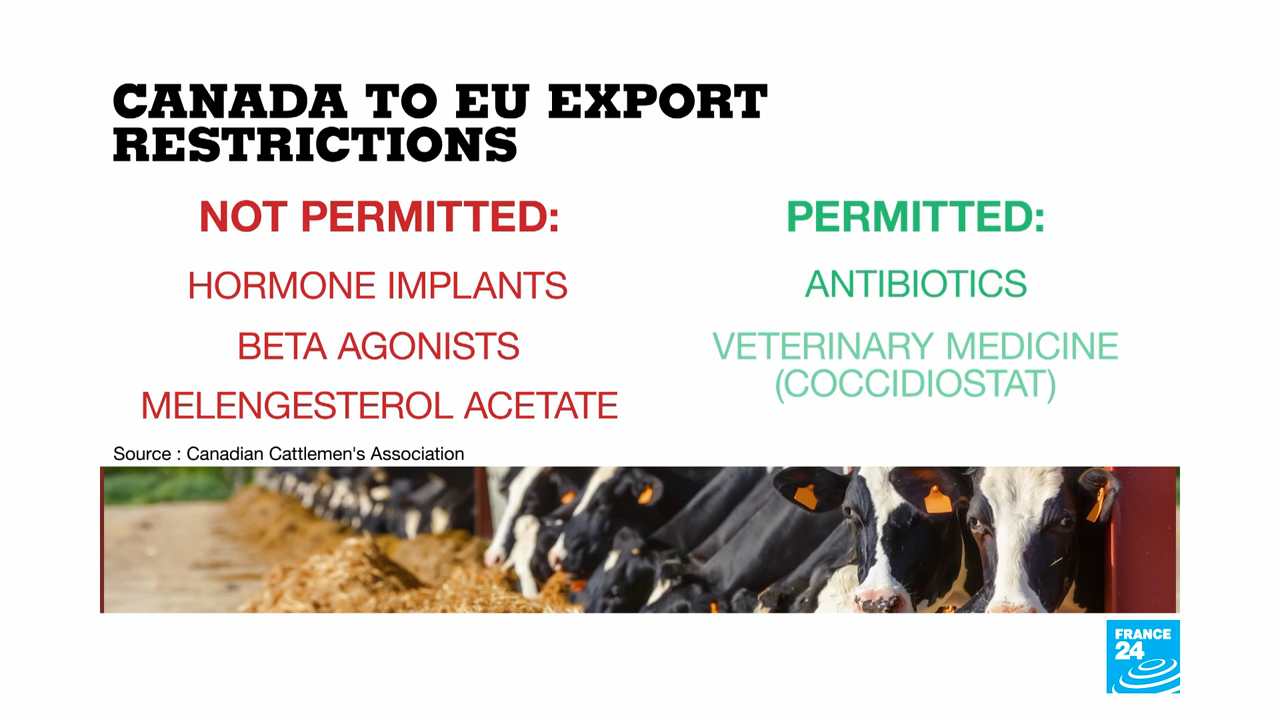 CANADA TO EU EXPORT
RESTRICTIONS
NOT PERMITTED:
HORMONE IMPLANTS
BETA AGONISTS
MELENGESTEROL ACETATE
PERMITTED:
ANTIBIOTICS
VETERINARY MEDICINE
(COCCIDIOSTAT)
Source : Canadian Cattlemen's Association
FRANCE
24